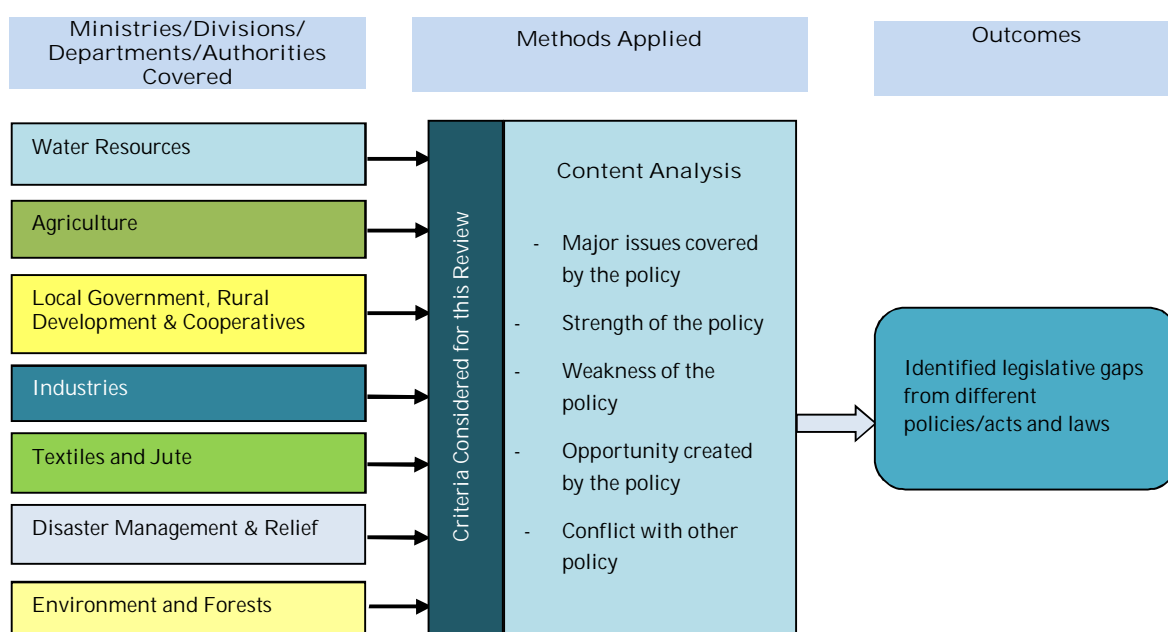 Ministries/Divisions/
Departments/Authorities
Covered
Methods Applied
Outcomes
Water Resources
Agriculture
Local Government, Rural
Development & Cooperatives
Industries
Textiles and Jute
Disaster Management & Relief
Environment and Forests
Criteria Considered for this Review
Content Analysis
- Major issues covered
by the policy
- Strength of the policy
- Weakness of the
policy
- Opportunity created
by the policy
- Conflict with other
policy
Identified legislative gaps
from different
policies/acts and laws